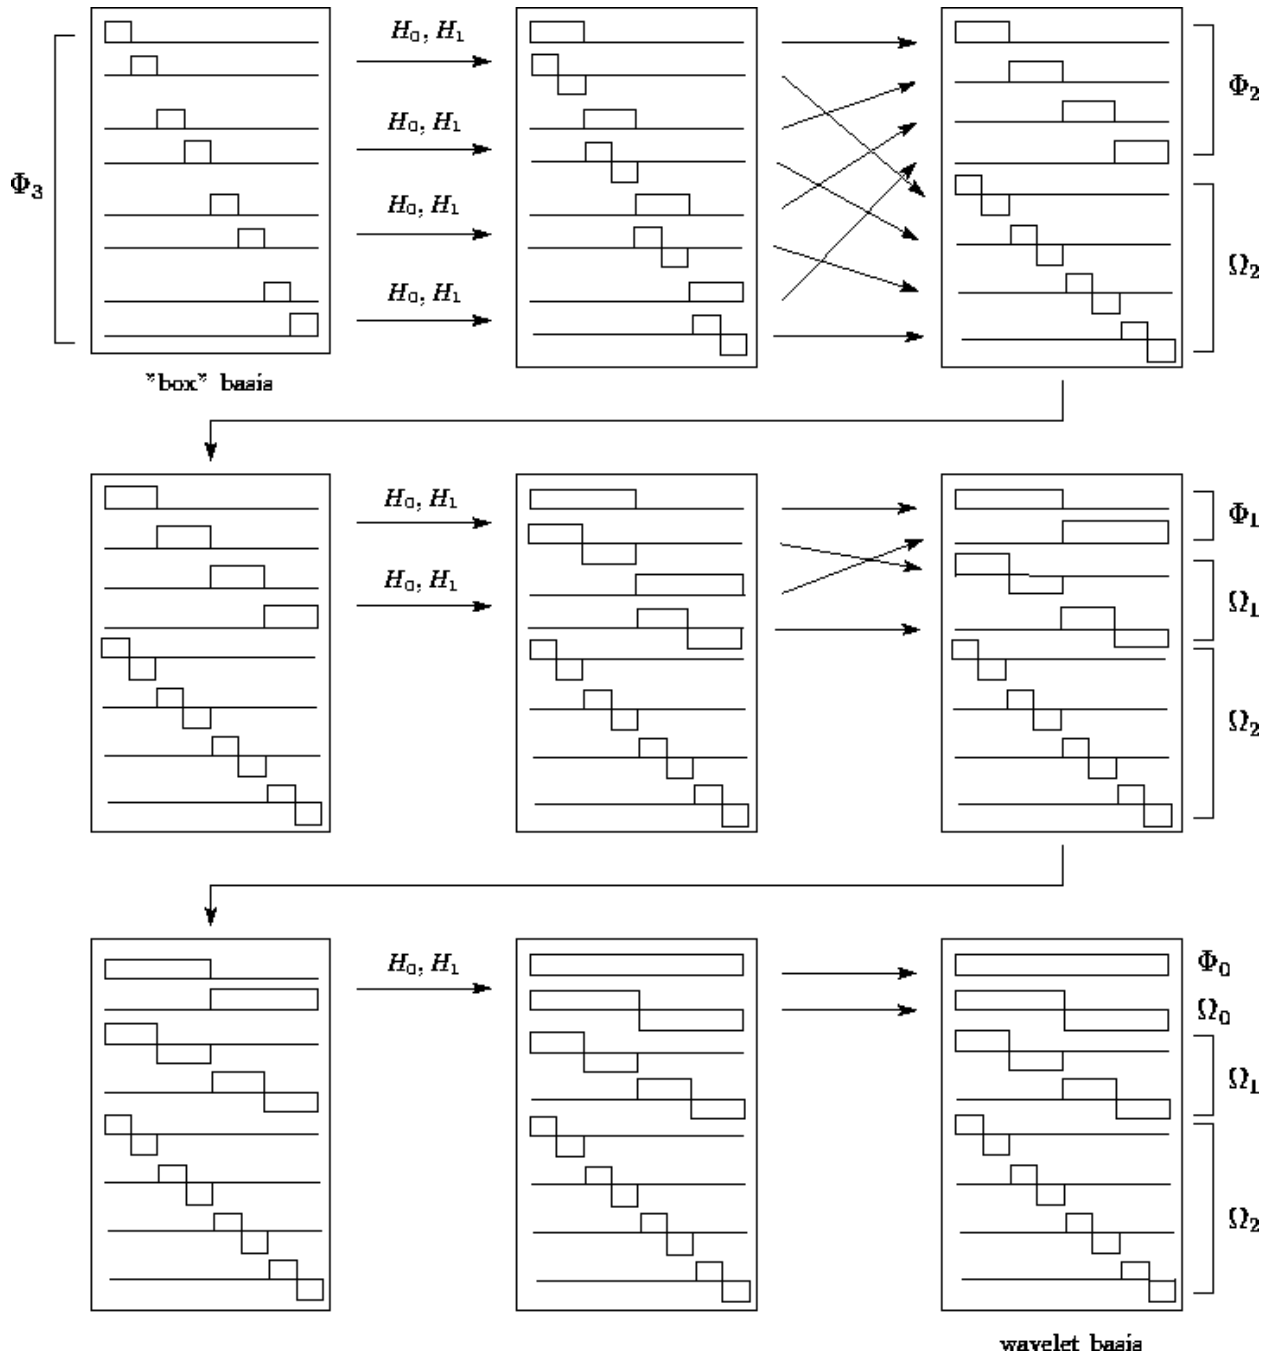 H₀, H₁
Φ₂
H₀, H₁
Φ₃
H₀, H₁
Ω₂
H₀, H₁
"box" basis
H₀, H₁
Φ₁
H₀, H₁
Ω₁
Ω₂
H₀, H₁
Φ₀
Ω₀
Ω₁
Ω₂
wavelet basis